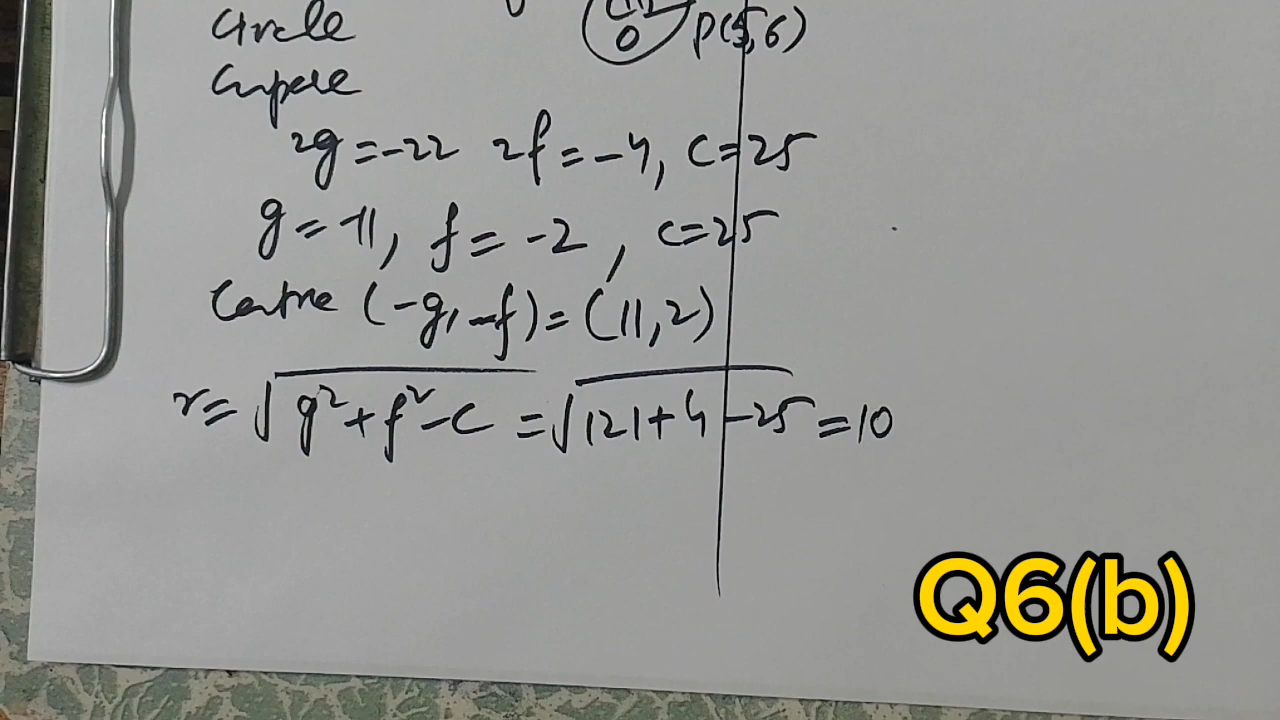 Circle
P(5,6)
O
Compare
2g=-22 2f=-4, c=25
g=-11, f=-2, c=25
Centre (-g,-f)=(11,2)
r=√g²+f²-c =√121+4-25=10
Q6(b)